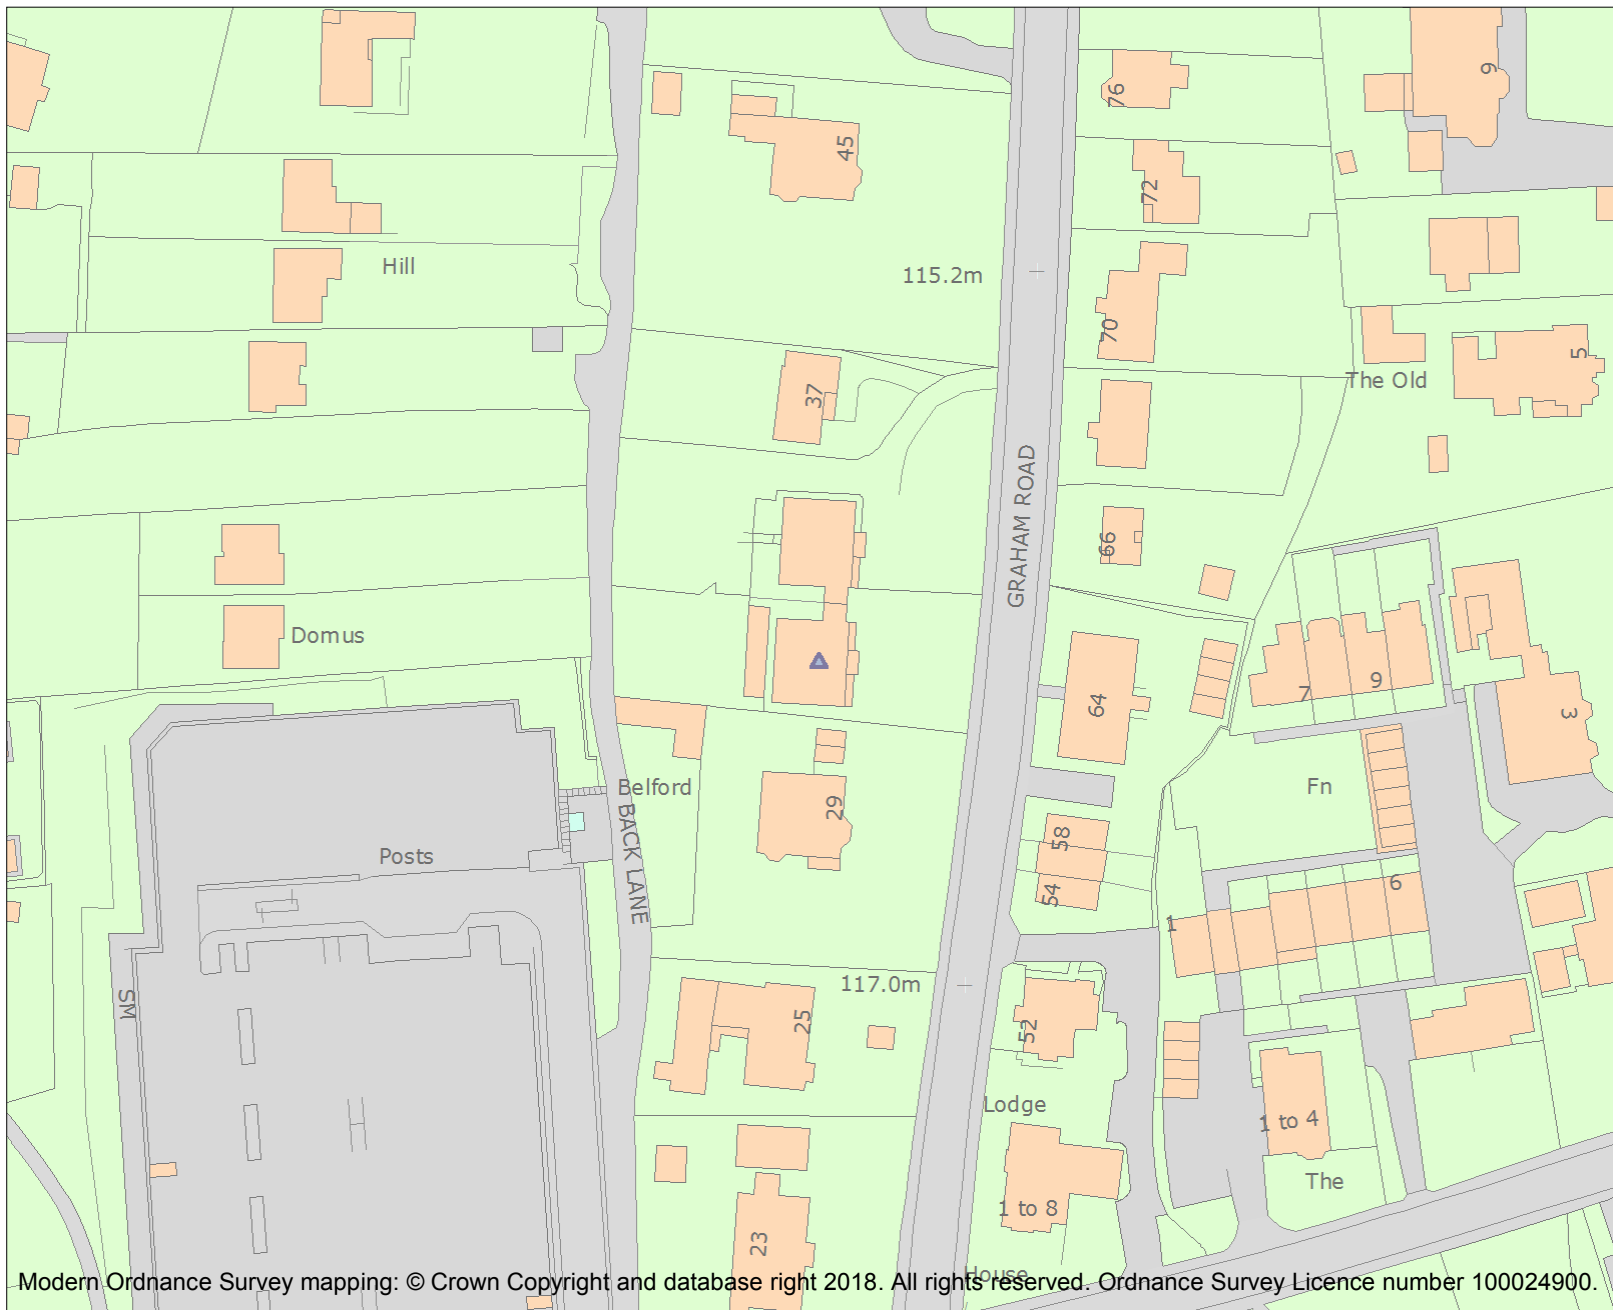 76
9
45
72
Hill
115.2m
70
5
The Old
37
GRAHAM ROAD
66
Domus
7
9
64
3
Belford
Fn
29
BACK LANE
58
Posts
54
6
1
117.0m
SM
25
52
Lodge
1 to 4
The
1 to 8
23
House
Modern Ordnance Survey mapping: © Crown Copyright and database right 2018. All rights reserved. Ordnance Survey Licence number 100024900.